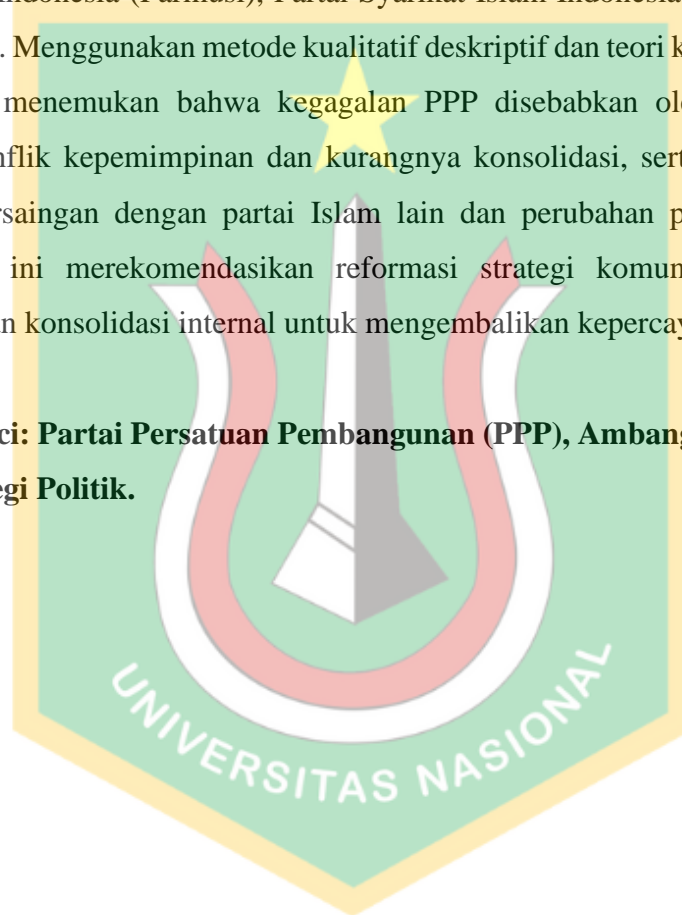 Indonesia (Parmusi), Partai Syarikat Islam Indonesia
. Menggunakan metode kualitatif deskriptif dan teori k
menemukan bahwa kegagalan PPP disebabkan ol
nflik kepemimpinan dan kurangnya konsolidasi, sert
rsaingan dengan partai Islam lain dan perubahan p
ini merekomendasikan reformasi strategi komun
an konsolidasi internal untuk mengembalikan kepercay
ci: Partai Persatuan Pembangunan (PPP), Ambang
egi Politik.
UNIVERSITAS NASIONAL